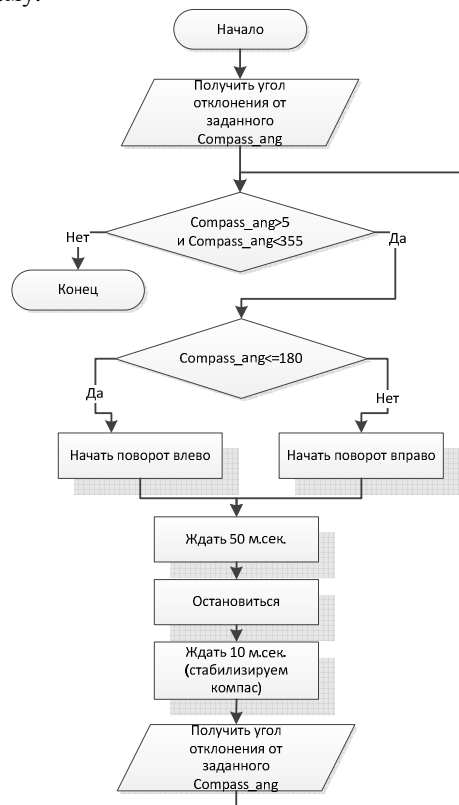 Начало
Получить угол
отклонения от
заданного
Compass_ang
Compass_ang>5
и Compass_ang<355
Нет
Да
Конец
Compass_ang<=180
Да
Нет
Начать поворот влево
Начать поворот вправо
Ждать 50 м.сек.
Остановиться
Ждать 10 м.сек.
(стабилизируем
компас)
Получить угол
отклонения от
заданного
Compass_ang